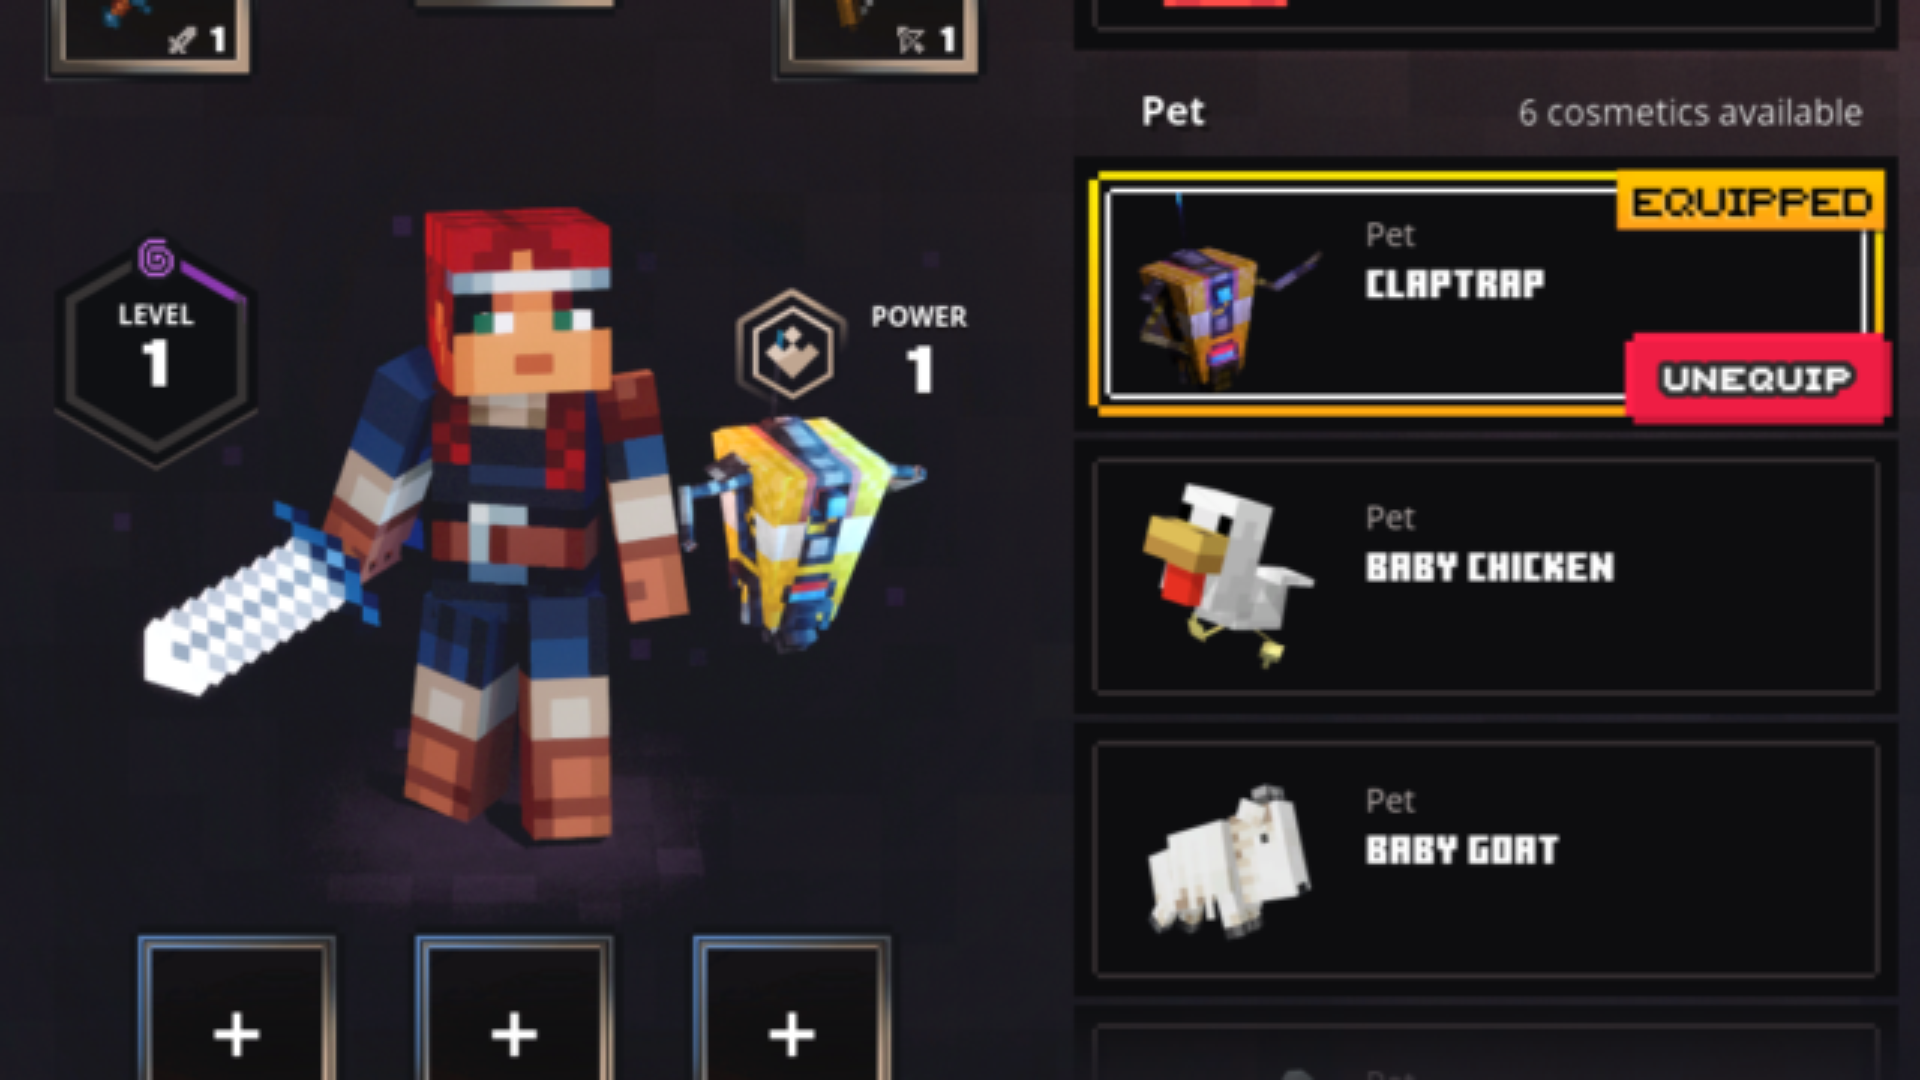 1
1
Pet
6 cosmetics available
LEVEL
1
POWER
1
EQUIPPED
Pet
CLAPTRAP
UNEQUIP
Pet
BABY CHICKEN
Pet
BABY GOAT
Pet